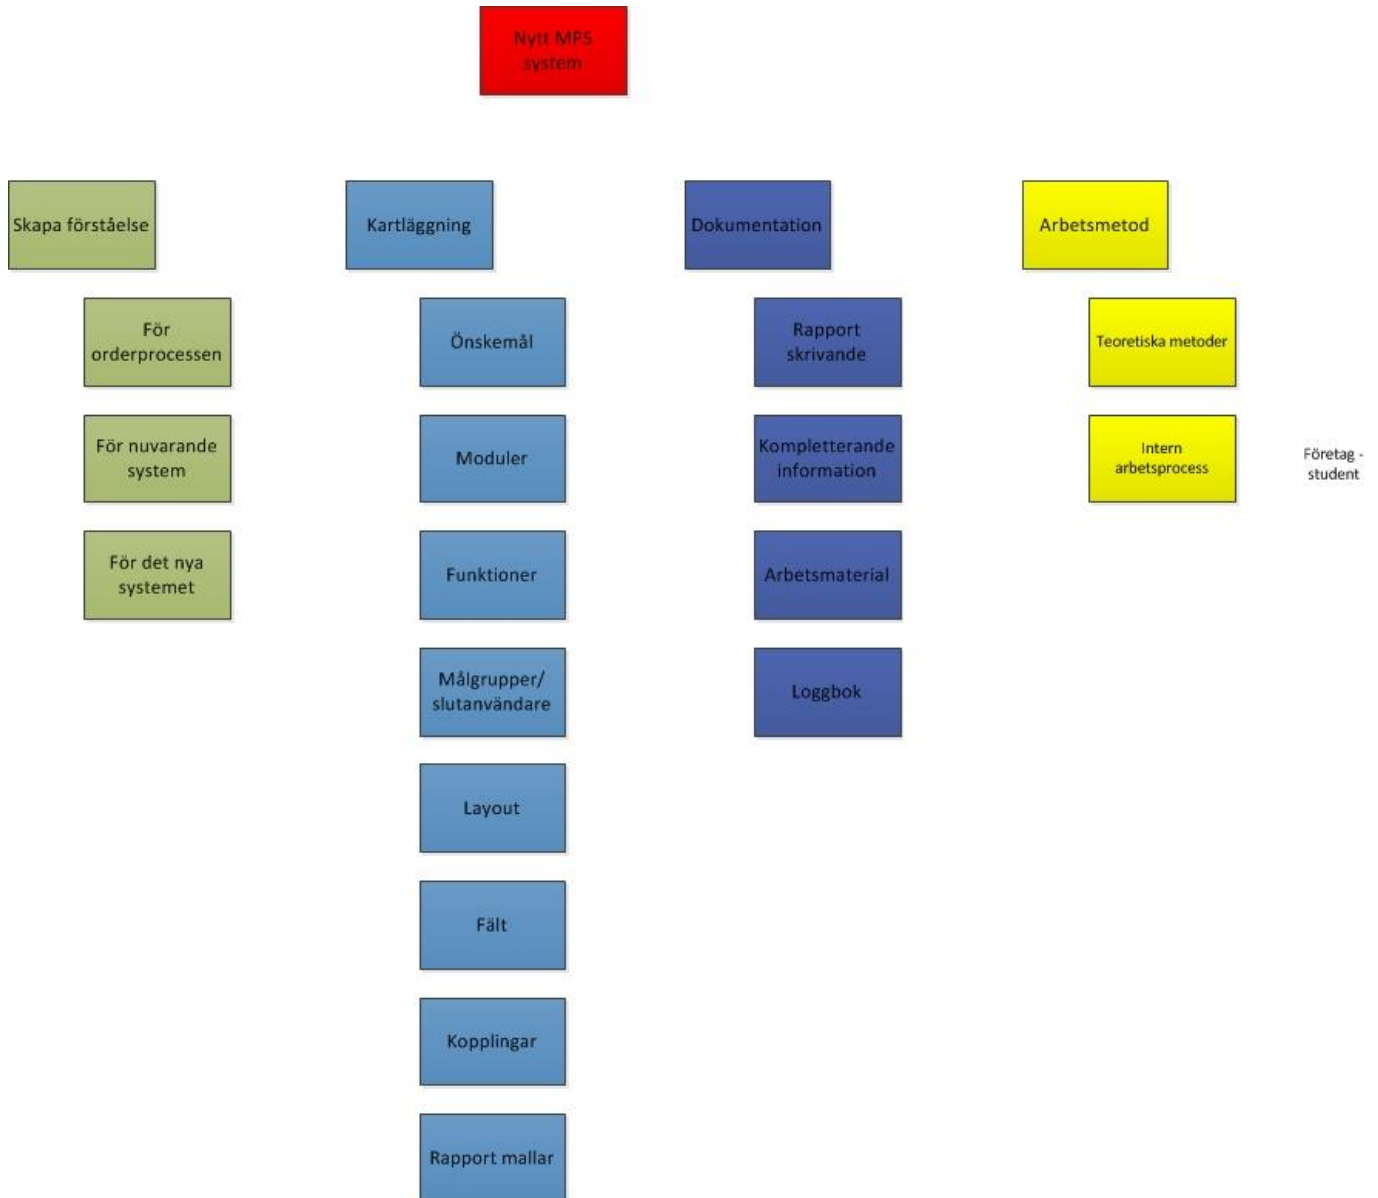 Nytt MPS
system
Skapa förståelse
För
orderprocessen
För nuvarande
system
För det nya
systemet
Kartläggning
Önskemål
Moduler
Funktioner
Målgrupper/
slutanvändare
Layout
Fält
Kopplingar
Rapport mallar
Dokumentation
Rapport
skrivande
Kompletterande
information
Arbetsmaterial
Loggbok
Arbetsmetod
Teoretiska metoder
Intern
arbetsprocess
Företag -
student